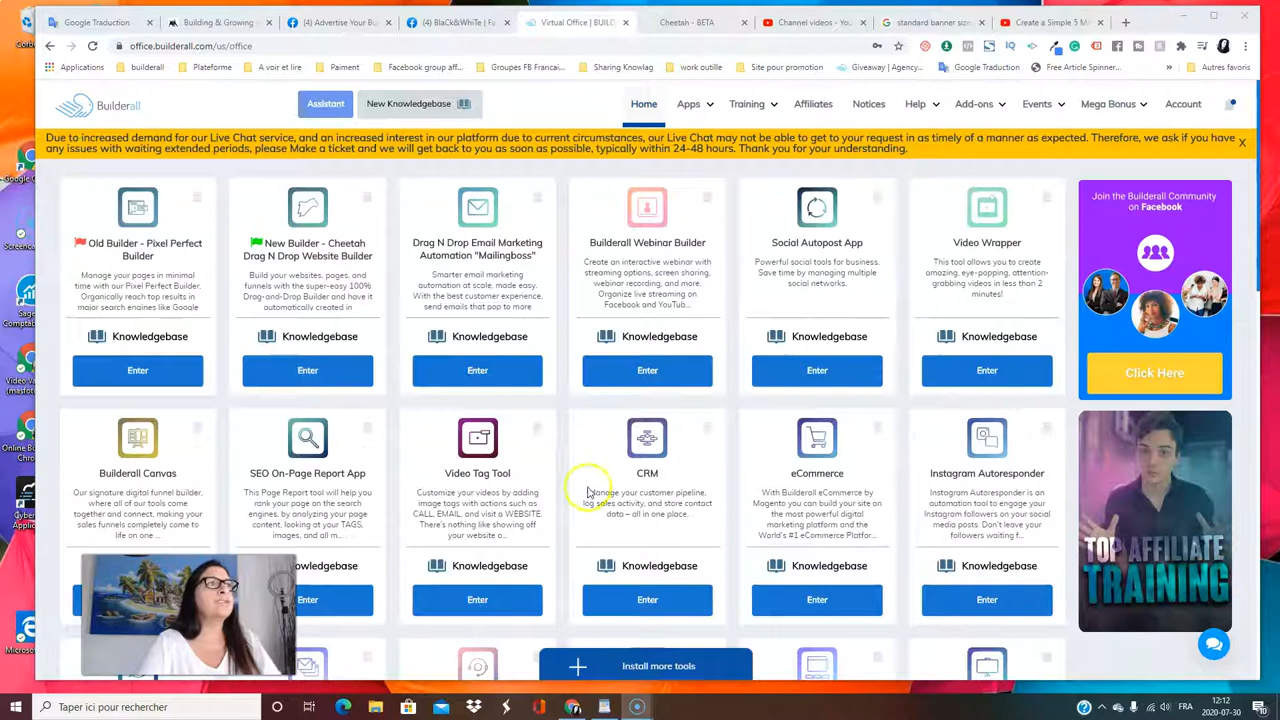 Google Traduction
Building & Growing
(4) Advertise Your Bu
(4) BlaCk&WhiTe | Fa
Virtual Office | BUILD
Cheetah - BETA
Channel videos - You
standard banner size
Create a Simple 5 M
office.builderall.com/us/office
Applications
builderall
Plateforme
A voir et lire
Paiment
Facebook group aff...
Groupes FB Francai...
Sharing Knowlag
work outille
Site pour promotion
Giveaway | Agency...
Google Traduction
Free Article Spinner...
Autres favoris
Builderall
Assistant
New Knowledgebase
Home
Apps
Training
Affiliates
Notices
Help
Add-ons
Events
Mega Bonus
Account
Due to increased demand for our Live Chat service, and an increased interest in our platform due to current circumstances, our Live Chat may not be able to get to your request in as timely of a manner as expected. Therefore, we ask if you have
any issues with waiting extended periods, please Make a ticket and we will get back to you as soon as possible, typically within 24-48 hours. Thank you for your understanding.
X
Old Builder - Pixel Perfect
Builder
Manage your pages in minimal
time with our Pixel Perfect Builder.
Organically reach top results in
major search engines like Google
Knowledgebase
Enter
New Builder - Cheetah
Drag N Drop Website Builder
Build your websites, pages, and
funnels with the super-easy 100%
Drag-and-Drop Builder and have it
automatically created in
Knowledgebase
Enter
Drag N Drop Email Marketing
Automation "Mailingboss"
Smarter email marketing
automation at scale, made easy.
With the best customer experience.
send emails that pop to more
Knowledgebase
Enter
Builderall Webinar Builder
Create an interactive webinar with
streaming options, screen sharing,
webinar recording, and more.
Organize live streaming on
Facebook and YouTub...
Knowledgebase
Enter
Social Autopost App
Powerful social tools for business.
Save time by managing multiple
social networks.
Knowledgebase
Enter
Video Wrapper
This tool allows you to create
amazing, eye-popping, attention-
grabbing videos in less than 2
minutes!
Knowledgebase
Enter
Join the Builderall Community
on Facebook
Click Here
Builderall Canvas
Our signature digital funnel builder,
where all of our tools come
together and connect, making your
sales funnels completely come to
life on one ...
SEO On-Page Report App
This Page Report tool will help you
rank your page on the search
engines, by analyzing your page
content, looking at your TAGS,
images, and all m...
Knowledgebase
Enter
Video Tag Tool
Customize your videos by adding
image tags with actions such as
CALL, EMAIL, and visit a WEBSITE.
There's nothing like showing off
your website o...
Knowledgebase
Enter
CRM
Manage your customer pipeline,
log sales activity, and store contact
data – all in one place.
Knowledgebase
Enter
eCommerce
With Builderall eCommerce by
Magento you can build your site on
the most powerful digital
marketing platform and the
World's #1 eCommerce Platfor...
Knowledgebase
Enter
Instagram Autoresponder
Instagram Autoresponder is an
automation tool to engage your
Instagram followers on your social
media posts. Don't leave your
followers waiting f...
Knowledgebase
Enter
TOP AFFILIATE
TRAINING
Install more tools
Taper ici pour rechercher
FRA
12:12
2020-07-30